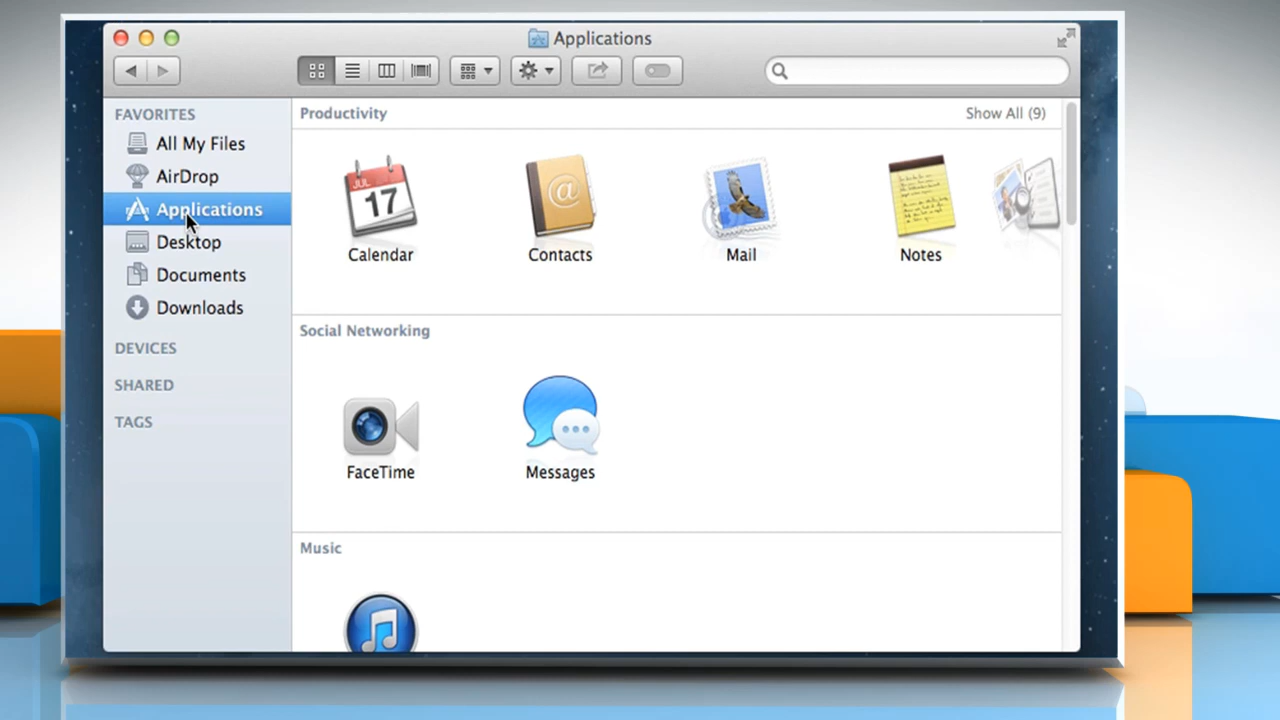 Applications
FAVORITES
All My Files
AirDrop
Applications
Desktop
Documents
Downloads
DEVICES
SHARED
TAGS
Productivity
Show All (9)
JUL
17
@
Calendar
Contacts
Mail
Notes
Social Networking
FaceTime
Messages
Music